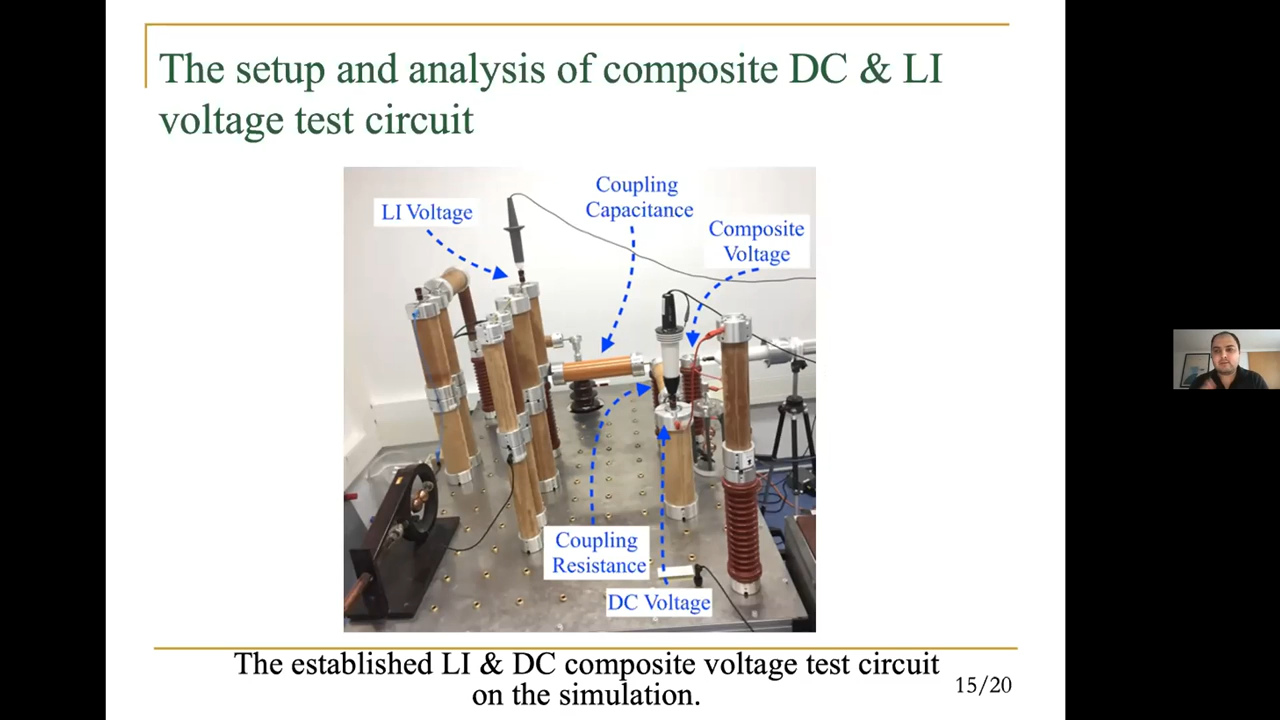 The setup and analysis of composite DC & LI
voltage test circuit
LI Voltage
Coupling
Capacitance
Composite
Voltage
Coupling
Resistance
DC Voltage
The established LI & DC composite voltage test circuit
on the simulation.
15/20